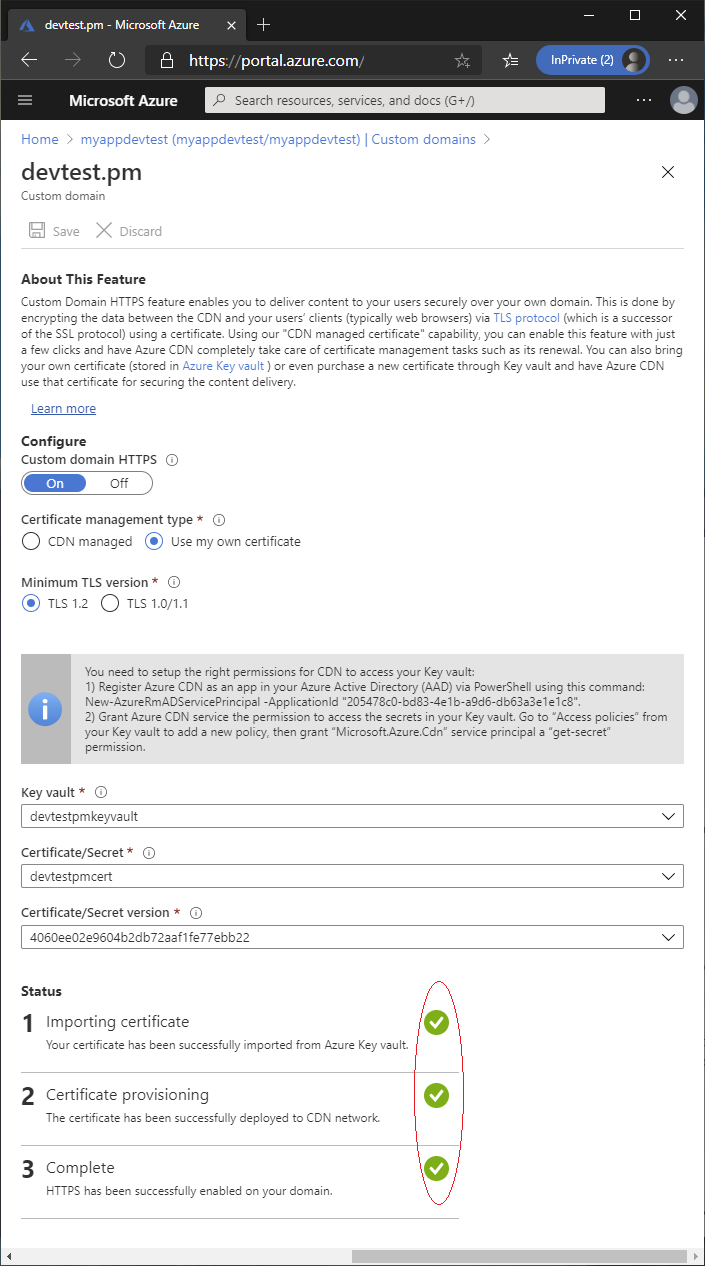 devtest.pm - Microsoft Azure
https://portal.azure.com/
InPrivate (2)
Microsoft Azure
Search resources, services, and docs (G+/)
Home > myappdevtest (myappdevtest/myappdevtest) | Custom domains >
devtest.pm
Custom domain
Save Discard
About This Feature
Custom Domain HTTPS feature enables you to deliver content to your users securely over your own domain. This is done by
encrypting the data between the CDN and your users’ clients (typically web browsers) via TLS protocol (which is a successor
of the SSL protocol) using a certificate. Using our "CDN managed certificate" capability, you can enable this feature with just
a few clicks and have Azure CDN completely take care of certificate management tasks such as its renewal. You can also bring
your own certificate (stored in Azure Key vault ) or even purchase a new certificate through Key vault and have Azure CDN
use that certificate for securing the content delivery.
Learn more
Configure
Custom domain HTTPS
On Off
Certificate management type *
CDN managed Use my own certificate
Minimum TLS version *
TLS 1.2 TLS 1.0/1.1
You need to setup the right permissions for CDN to access your Key vault:
1) Register Azure CDN as an app in your Azure Active Directory (AAD) via PowerShell using this command:
New-AzureRmADServicePrincipal -ApplicationId "205478c0-bd83-4e1b-a9d6-db63a3e1e1c8".
2) Grant Azure CDN service the permission to access the secrets in your Key vault. Go to “Access policies” from
your Key vault to add a new policy, then grant “Microsoft.Azure.Cdn” service principal a “get-secret”
permission.
Key vault *
devtestpmkeyvault
Certificate/Secret *
devtestpmcert
Certificate/Secret version *
4060ee02e9604b2db72aaf1fe77ebb22
Status
1 Importing certificate
Your certificate has been successfully imported from Azure Key vault.
2 Certificate provisioning
The certificate has been successfully deployed to CDN network.
3 Complete
HTTPS has been successfully enabled on your domain.